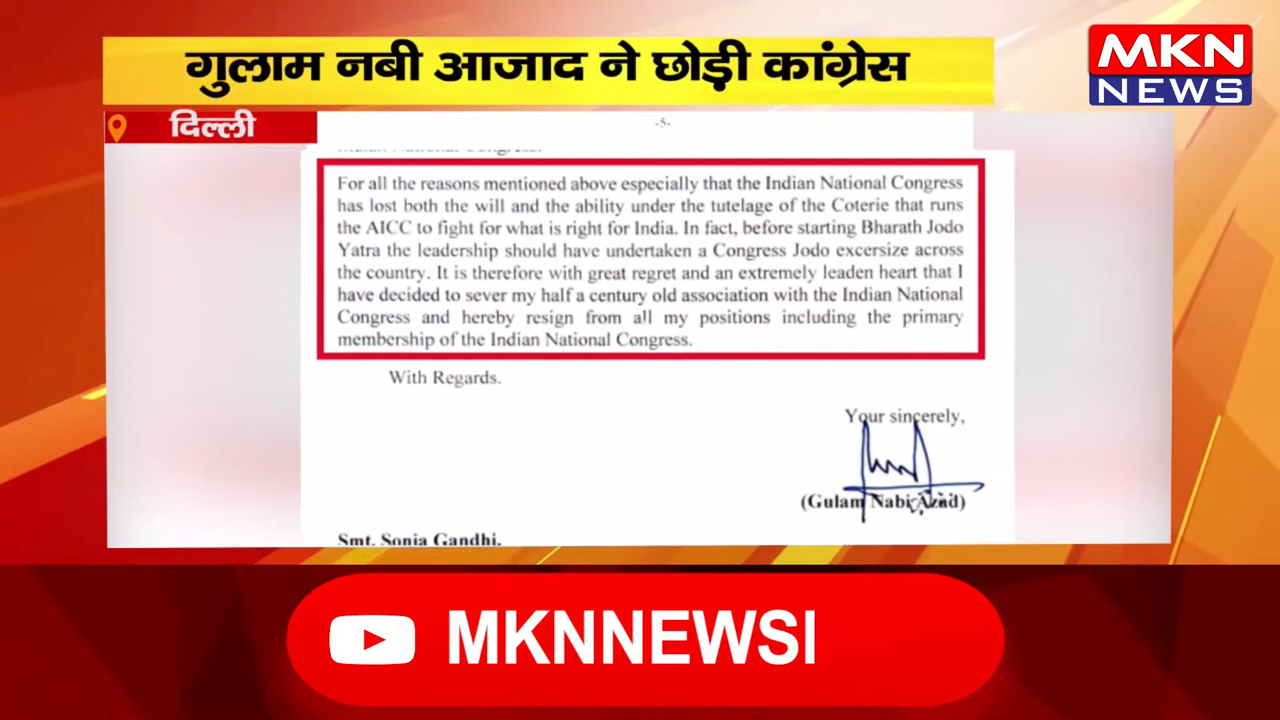 गुलाम नबी आजाद ने छोड़ी कांग्रेस
MKN
NEWS
दिल्ली
-5-
For all the reasons mentioned above especially that the Indian National Congress
has lost both the will and the ability under the tutelage of the Coterie that runs
the AICC to fight for what is right for India. In fact, before starting Bharath Jodo
Yatra the leadership should have undertaken a Congress Jodo excersize across
the country. It is therefore with great regret and an extremely leaden heart that I
have decided to sever my half a century old association with the Indian National
Congress and hereby resign from all my positions including the primary
membership of the Indian National Congress.
With Regards.
Your sincerely,
(Gulam Nabi Azad)
Smt. Sonia Gandhi.
MKNNEWSI